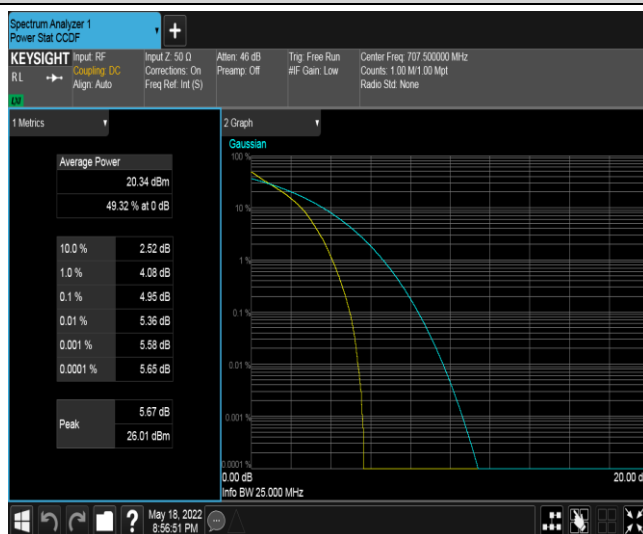 Spectrum Analyzer 1
Power Stat CCDF
+
KEYSIGHT
Input: RF
Coupling: DC
Align: Auto
Input Z: 50 Ω
Corrections: On
Freq Ref: Int (S)
Atten: 46 dB
Preamp: Off
Trig: Free Run
#IF Gain: Low
Center Freq: 707.500000 MHz
Counts: 1.00 M/1.00 Mpt
Radio Std: None
R L
1 Metrics
Average Power
20.34 dBm
49.32 % at 0 dB
10.0 % 2.52 dB
1.0 % 4.08 dB
0.1 % 4.95 dB
0.01 % 5.36 dB
0.001 % 5.58 dB
0.0001 % 5.65 dB
Peak
5.67 dB
26.01 dBm
2 Graph
Gaussian
100 %
10 %
1 %
0.1 %
0.01 %
0.001 %
0.0001 %
0.00 dB
20.00 d
Info BW 25.000 MHz
?
May 18, 2022
8:56:51 PM